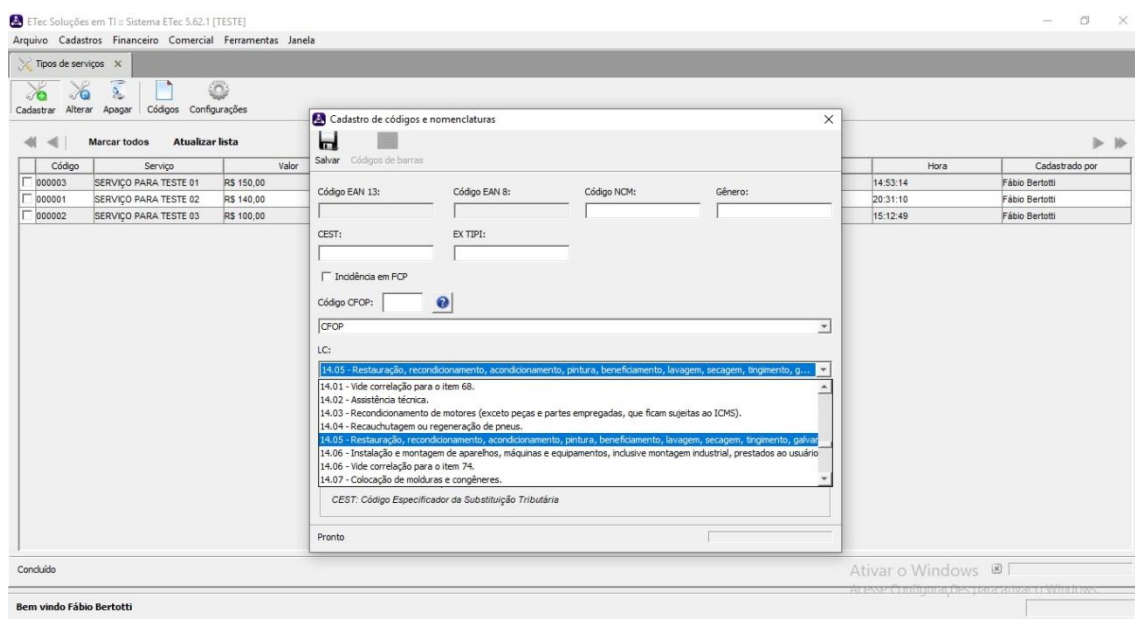 ETec Soluções em TI :: Sistema ETec 5.62.1 [TESTE]
Arquivo Cadastros Financeiro Comercial Ferramentas Janela
Tipos de serviços
Cadastrar Alterar Apagar Códigos Configurações
Marcar todos Atualizar lista
Código Serviço Valor Hora Cadastrado por
000003 SERVIÇO PARA TESTE 01 R$ 150,00 14:53:14 Fábio Bertotti
000001 SERVIÇO PARA TESTE 02 R$ 140,00 20:31:10 Fábio Bertotti
000002 SERVIÇO PARA TESTE 03 R$ 100,00 15:12:49 Fábio Bertotti
Cadastro de códigos e nomenclaturas
Salvar Códigos de barras
Código EAN 13: Código EAN 8: Código NCM: Gênero:
CEST: EX TIPI:
Incidência em FCP
Código CFOP:
CFOP
LC:
14.05 - Restauração, recondicionamento, acondicionamento, pintura, beneficiamento, lavagem, secagem, tingimento, g...
14.01 - Vide correlação para o item 68.
14.02 - Assistência técnica.
14.03 - Recondicionamento de motores (exceto peças e partes empregadas, que ficam sujeitas ao ICMS).
14.04 - Recauchutagem ou regeneração de pneus.
14.05 - Restauração, recondicionamento, acondicionamento, pintura, beneficiamento, lavagem, secagem, tingimento, galvan
14.06 - Instalação e montagem de aparelhos, máquinas e equipamentos, inclusive montagem industrial, prestados ao usuário
14.06 - Vide correlação para o item 74.
14.07 - Colocação de molduras e congêneres.
CEST: Código Especificador da Substituição Tributária
Pronto
Concluído
Ativar o Windows
Acesse Configurações para ativar o Windows.
Bem vindo Fábio Bertotti